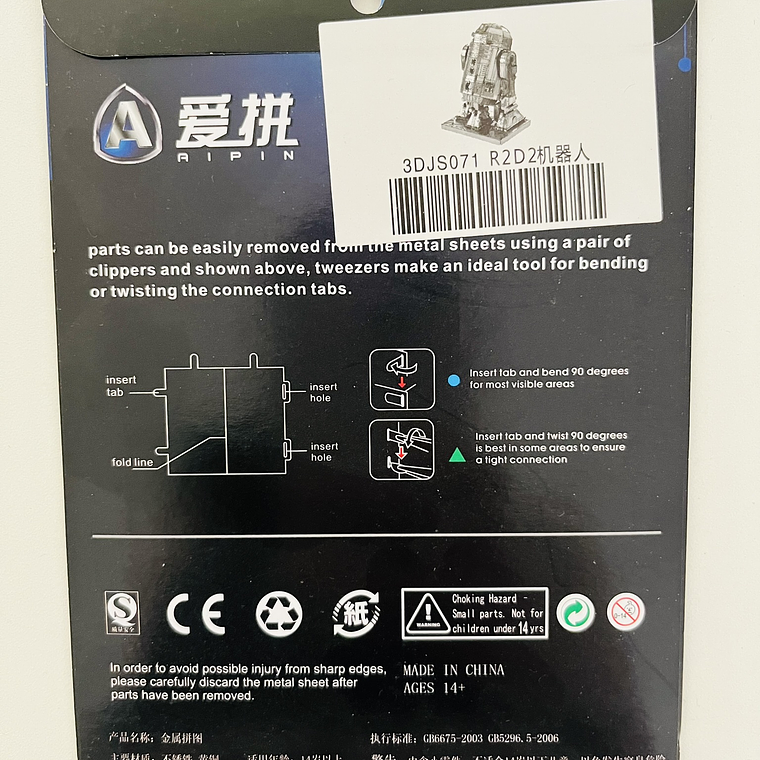 爱拼
AIPIN
3DJS071 R2D2机器人
parts can be easily removed from the metal sheets using a pair of
clippers and shown above, tweezers make an ideal tool for bending
or twisting the connection tabs.
insert
tab
insert
hole
fold line
insert
hole
Insert tab and bend 90 degrees
for most visible areas
Insert tab and twist 90 degrees
is best in some areas to ensure
a tight connection
质量安全
CE
紙
WARNING
Choking Hazard -
Small parts. Not for
children under 14 yrs
0-14
In order to avoid possible injury from sharp edges,
please carefully discard the metal sheet after
parts have been removed.
MADE IN CHINA
AGES 14+
产品名称: 金属拼图
执行标准: GB6675-2003 GB5296.5-2006